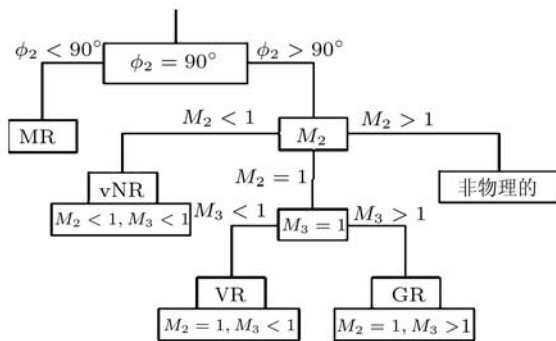 ϕ₂ < 90°
ϕ₂ > 90°
ϕ₂ = 90°
MR
M₂ < 1
M₂
M₂ > 1
vNR
M₂ < 1, M₃ < 1
M₂ = 1
非物理的
M₃ < 1
M₃ = 1
M₃ > 1
VR
M₂ = 1, M₃ < 1
GR
M₂ = 1, M₃ >1